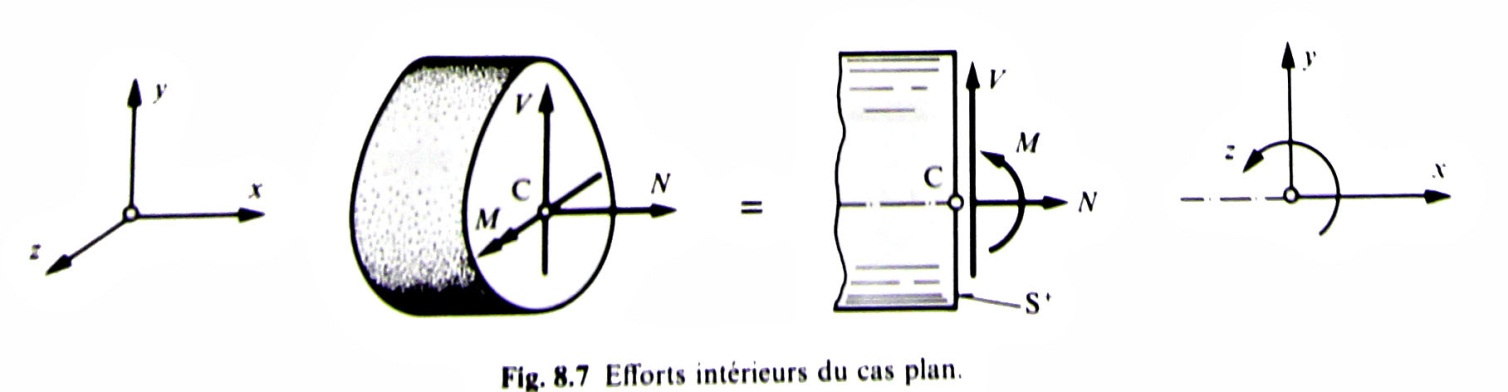 y
x
z
V
C
N
M
=
V
M
C
N
S⁺
y
z
x
Fig. 8.7 Efforts intérieurs du cas plan.